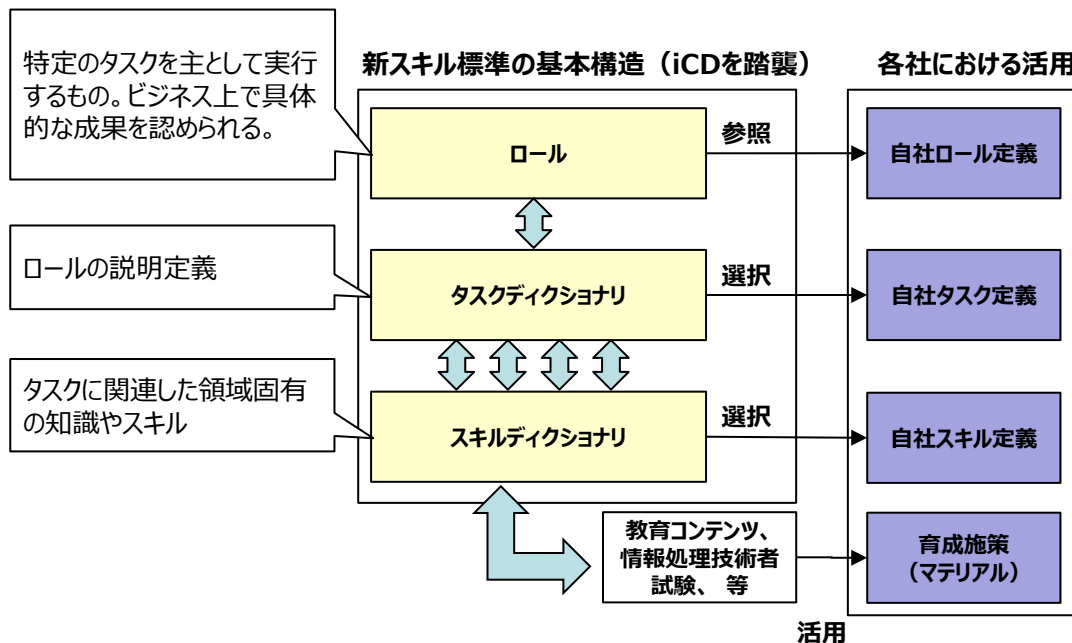 特定のタスクを主として実行
するもの。ビジネス上で具体
的な成果を認められる。
新スキル標準の基本構造（iCDを踏襲）
各社における活用
ロール
参照
自社ロール定義
ロールの説明定義
タスクディクショナリ
選択
自社タスク定義
タスクに関連した領域固有
の知識やスキル
スキルディクショナリ
選択
自社スキル定義
教育コンテンツ、
情報処理技術者
試験、 等
育成施策
（マテリアル）
活用